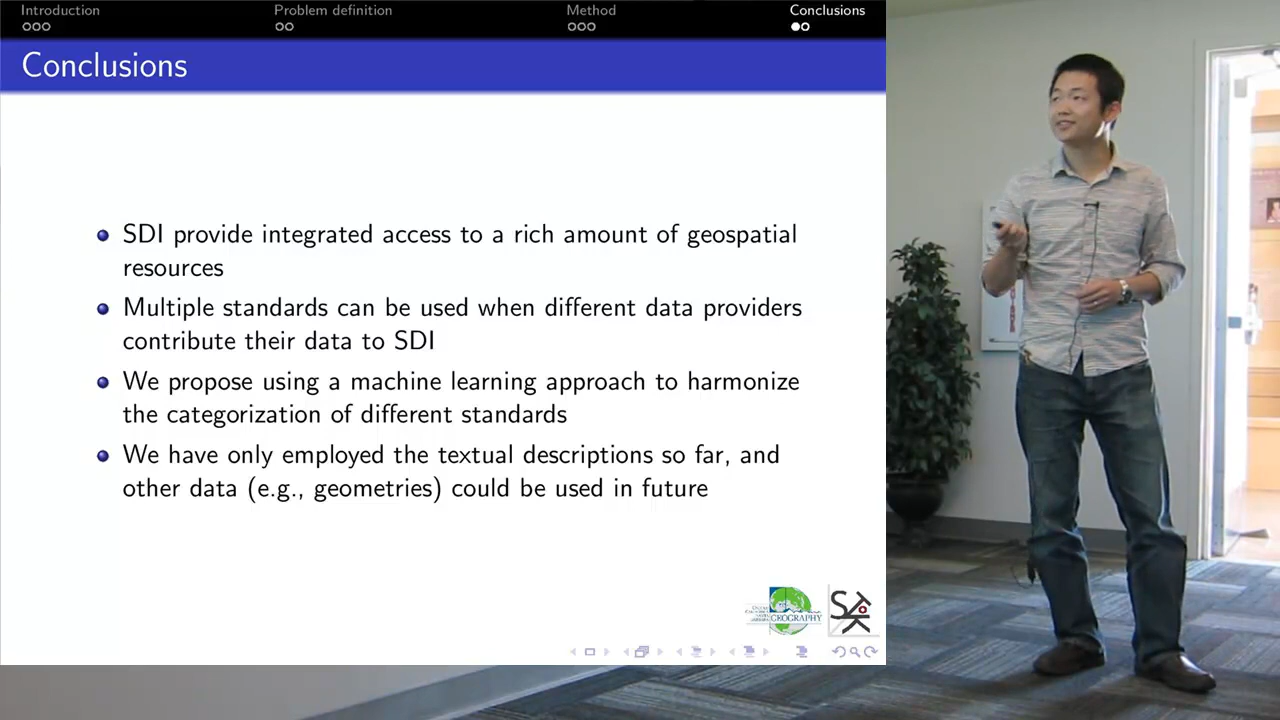 Introduction
Problem definition
Method
Conclusions
Conclusions
SDI provide integrated access to a rich amount of geospatial
resources
Multiple standards can be used when different data providers
contribute their data to SDI
We propose using a machine learning approach to harmonize
the categorization of different standards
We have only employed the textual descriptions so far, and
other data (e.g., geometries) could be used in future
GEOGRAPHY